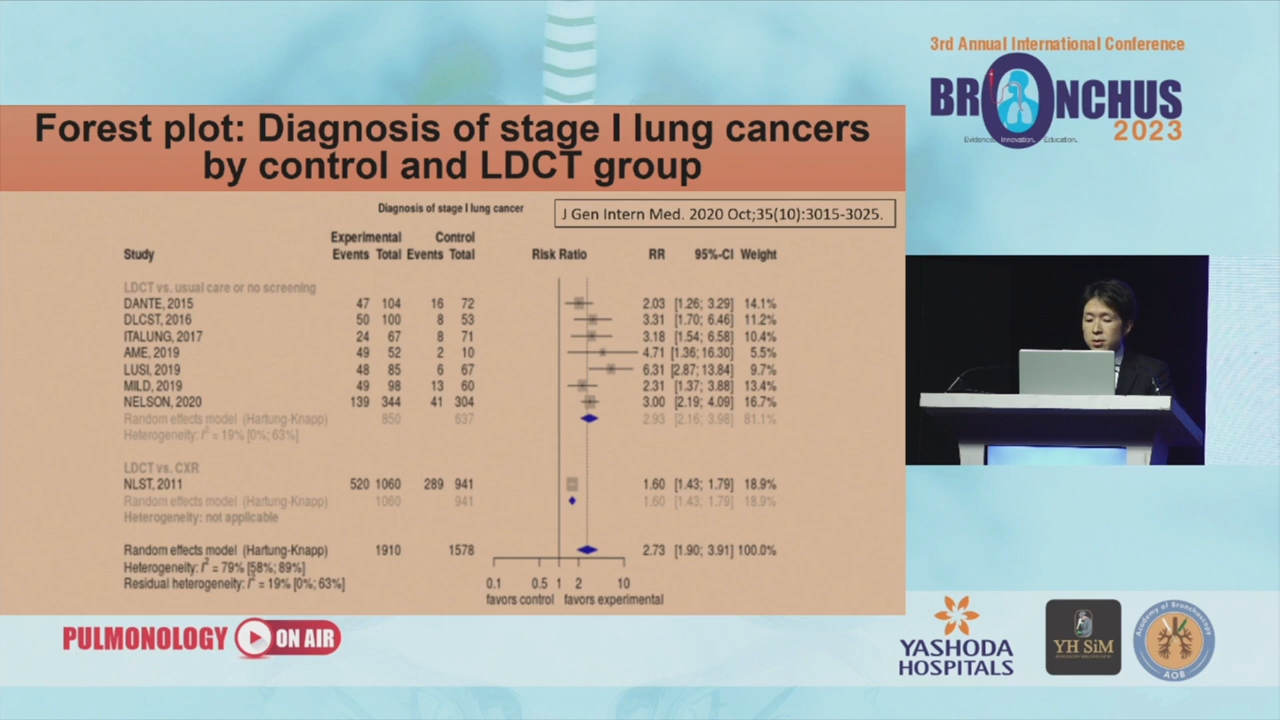 3rd Annual International Conference
BRONCHUS
Evidence. Innovation. Education.
2023
Forest plot: Diagnosis of stage I lung cancers
by control and LDCT group
Diagnosis of stage I lung cancer
J Gen Intern Med. 2020 Oct;35(10):3015-3025.
Experimental Control
Study Events Total Events Total Risk Ratio RR 95%-CI Weight
LDCT vs. usual care or no screening
DANTE, 2015 47 104 16 72 2.03 [1.26; 3.29] 14.1%
DLCST, 2016 50 100 8 53 3.31 [1.70; 6.46] 11.2%
ITALUNG, 2017 24 67 8 71 3.18 [1.54; 6.58] 10.4%
AME, 2019 49 52 2 10 4.71 [1.36; 16.30] 5.5%
LUSI, 2019 48 85 6 67 6.31 [2.87; 13.84] 9.7%
MILD, 2019 49 98 13 60 2.31 [1.37; 3.88] 13.4%
NELSON, 2020 139 344 41 304 3.00 [2.19; 4.09] 16.7%
Random effects model (Hartung-Knapp) 850 637 2.93 [2.16; 3.98] 81.1%
Heterogeneity: I² = 19% [0%; 63%]
LDCT vs. CXR
NLST, 2011 520 1060 289 941 1.60 [1.43; 1.79] 18.9%
Random effects model (Hartung-Knapp) 1060 941 1.60 [1.43; 1.79] 18.9%
Heterogeneity: not applicable
Random effects model (Hartung-Knapp) 1910 1578 2.73 [1.90; 3.91] 100.0%
Heterogeneity: I² = 79% [58%; 89%]
Residual heterogeneity: I² = 19% [0%; 63%]
0.1 0.5 1 2 10
favors control favors experimental
PULMONOLOGY ON AIR
YASHODA
HOSPITALS
YH SiM
Academy of Bronchoscopy
AOB